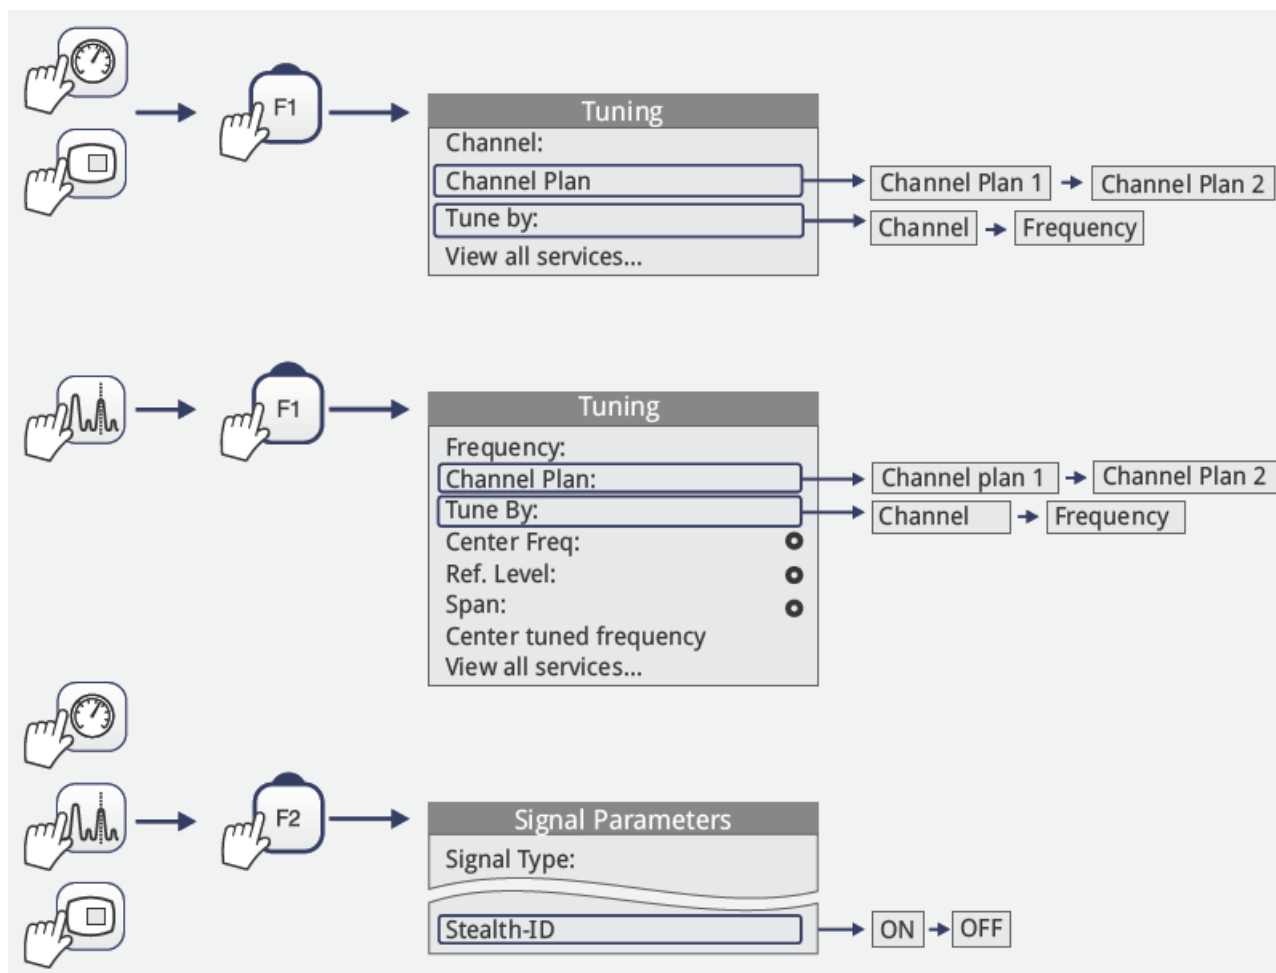 F1
Tuning
Channel:
Channel Plan
Channel Plan 1
Channel Plan 2
Tune by:
Channel
Frequency
View all services...
F1
Tuning
Frequency:
Channel Plan:
Channel plan 1
Channel Plan 2
Tune By:
Channel
Frequency
Center Freq:
Ref. Level:
Span:
Center tuned frequency
View all services...
F2
Signal Parameters
Signal Type:
Stealth-ID
ON
OFF